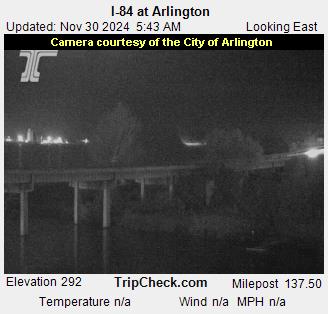 I-84 at Arlington
Updated: Nov 30 2024 5:43 AM Looking East
Camera courtesy of the City of Arlington
Elevation 292 TripCheck.com Milepost 137.50
Temperature n/a Wind n/a MPH n/a